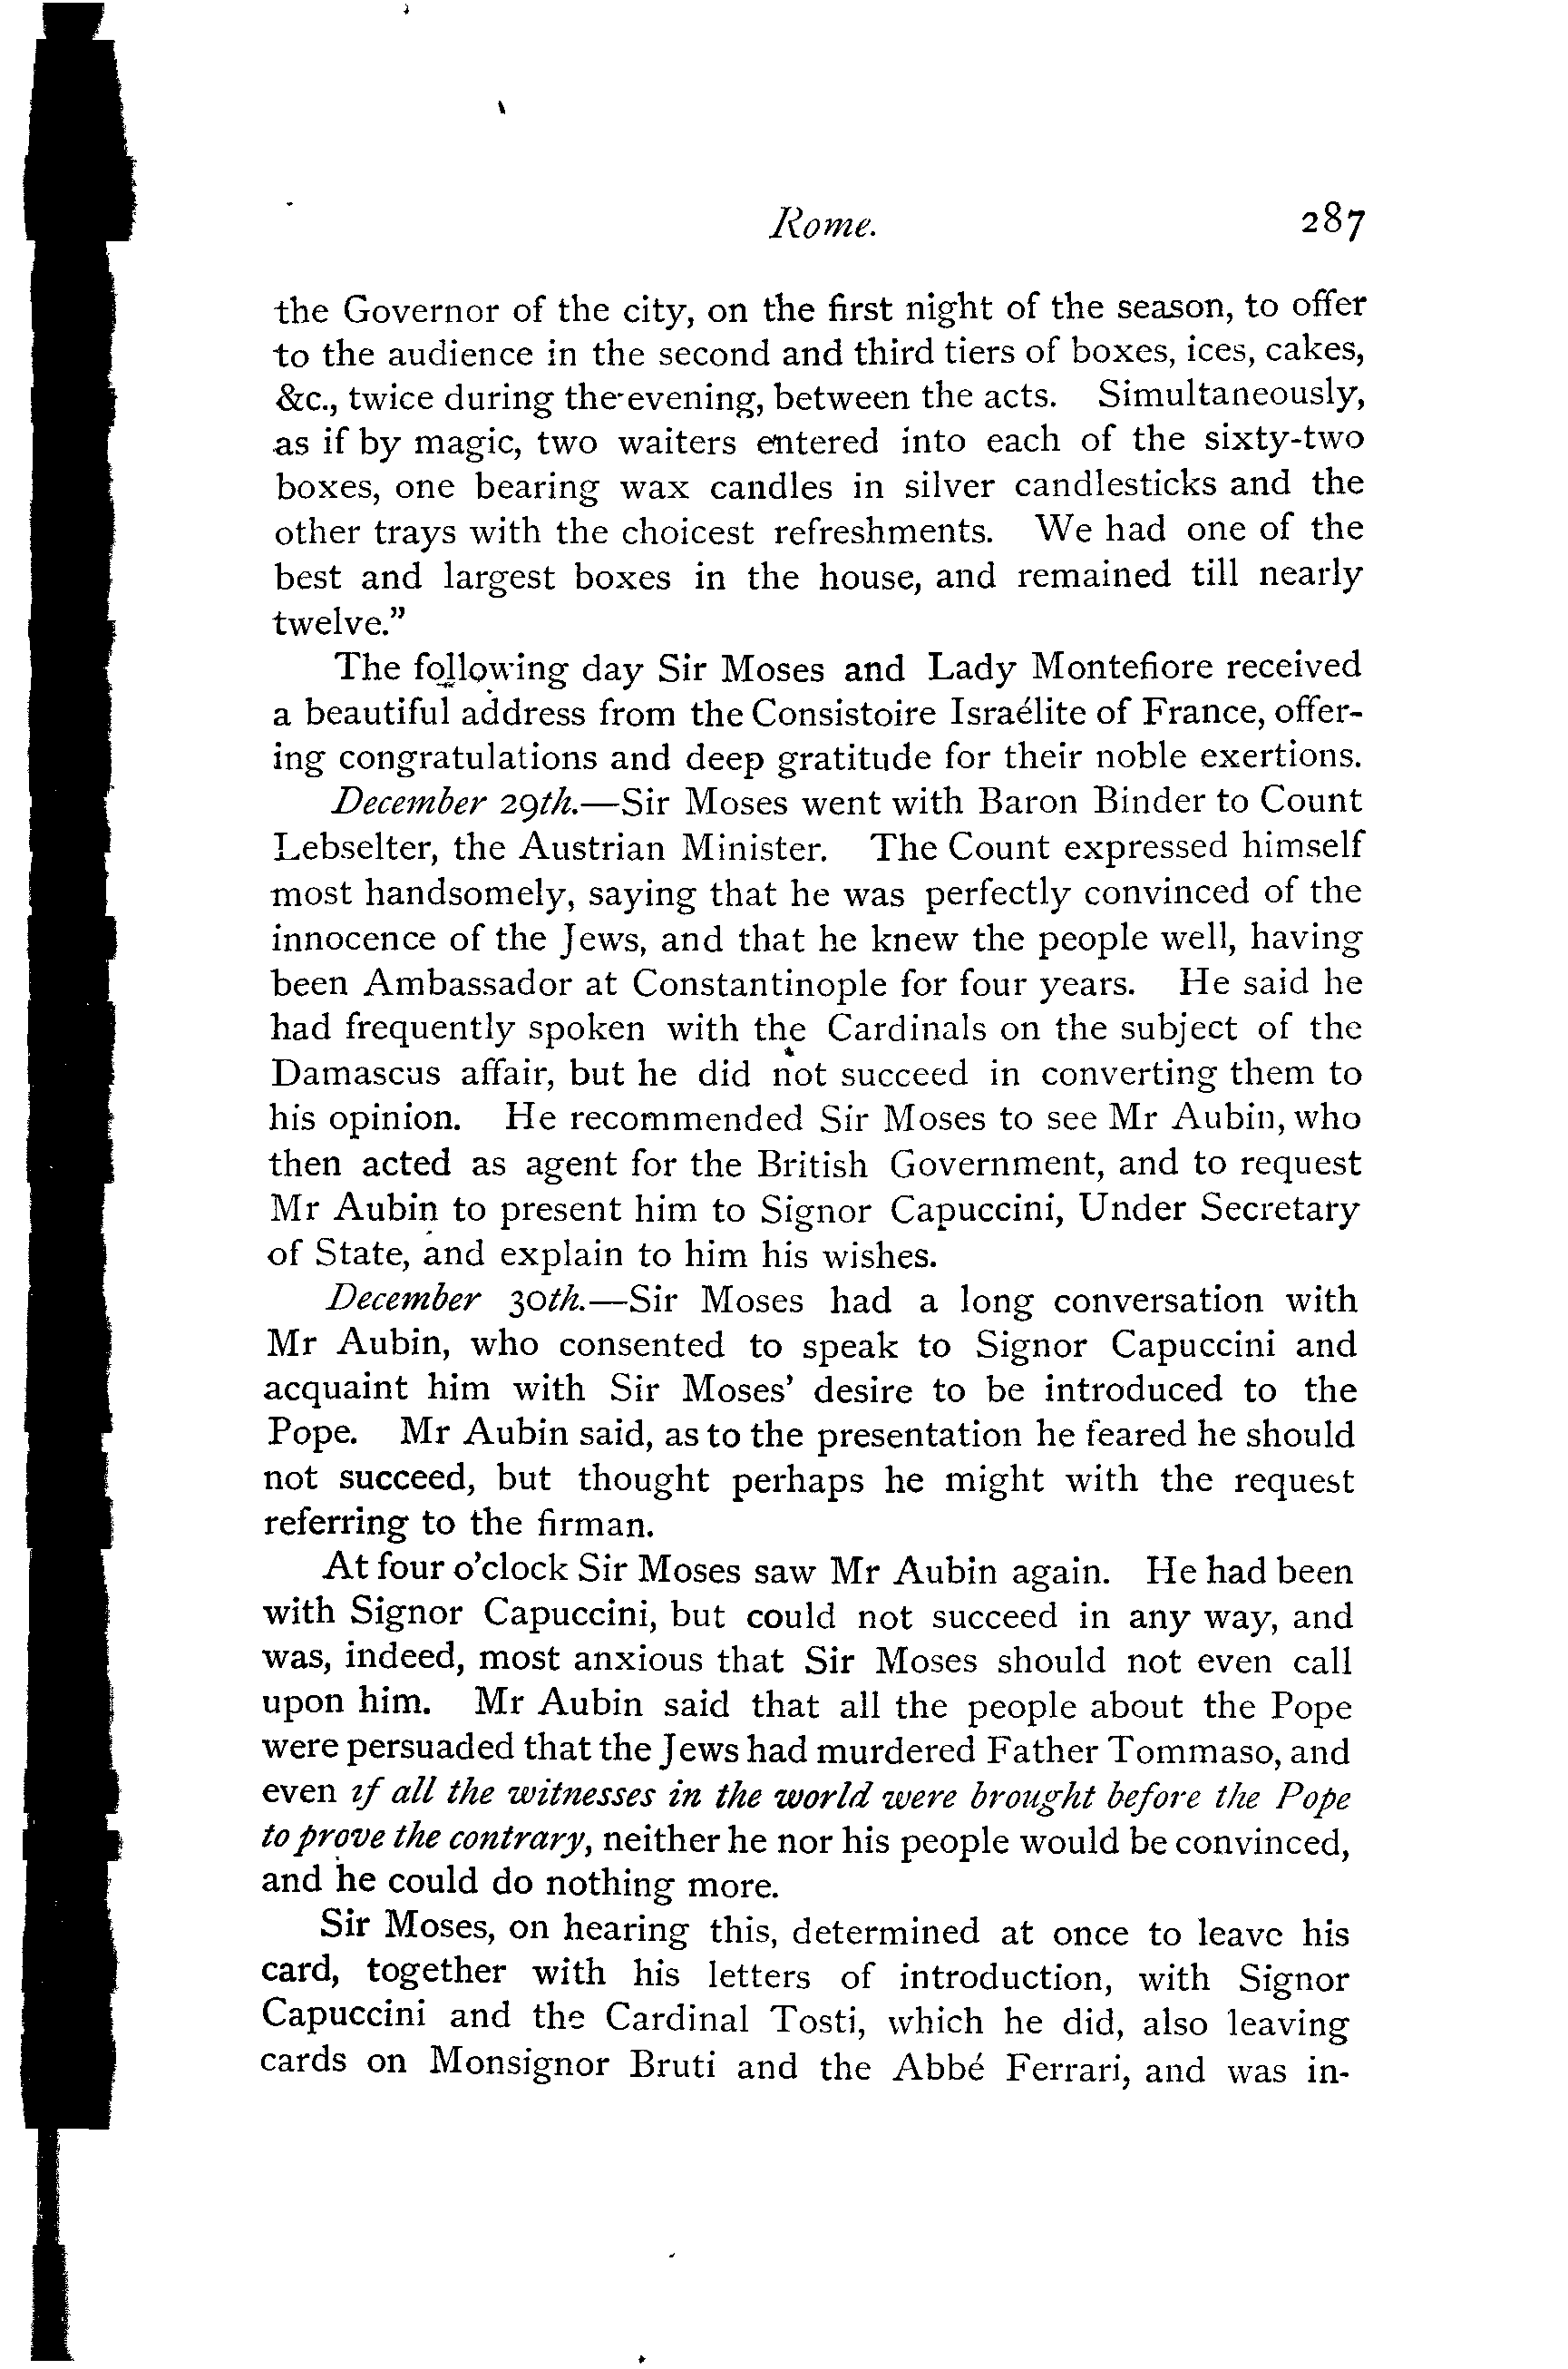 Rome. 287
the Governor of the city, on the first night of the season, to offer
to the audience in the second and third tiers of boxes, ices, cakes,
&c., twice during the evening, between the acts. Simultaneously,
as if by magic, two waiters entered into each of the sixty-two
boxes, one bearing wax candles in silver candlesticks and the
other trays with the choicest refreshments. We had one of the
best and largest boxes in the house, and remained till nearly
twelve.”
The following day Sir Moses and Lady Montefiore received
a beautiful address from the Consistoire Israélite of France, offer-
ing congratulations and deep gratitude for their noble exertions.
December 29th.—Sir Moses went with Baron Binder to Count
Lebselter, the Austrian Minister. The Count expressed himself
most handsomely, saying that he was perfectly convinced of the
innocence of the Jews, and that he knew the people well, having
been Ambassador at Constantinople for four years. He said he
had frequently spoken with the Cardinals on the subject of the
Damascus affair, but he did not succeed in converting them to
his opinion. He recommended Sir Moses to see Mr Aubin, who
then acted as agent for the British Government, and to request
Mr Aubin to present him to Signor Capuccini, Under Secretary
of State, and explain to him his wishes.
December 30th.—Sir Moses had a long conversation with
Mr Aubin, who consented to speak to Signor Capuccini and
acquaint him with Sir Moses’ desire to be introduced to the
Pope. Mr Aubin said, as to the presentation he feared he should
not succeed, but thought perhaps he might with the request
referring to the firman.
At four o’clock Sir Moses saw Mr Aubin again. He had been
with Signor Capuccini, but could not succeed in any way, and
was, indeed, most anxious that Sir Moses should not even call
upon him. Mr Aubin said that all the people about the Pope
were persuaded that the Jews had murdered Father Tommaso, and
even if all the witnesses in the world were brought before the Pope
to prove the contrary, neither he nor his people would be convinced,
and he could do nothing more.
Sir Moses, on hearing this, determined at once to leave his
card, together with his letters of introduction, with Signor
Capuccini and the Cardinal Tosti, which he did, also leaving
cards on Monsignor Bruti and the Abbé Ferrari, and was in-